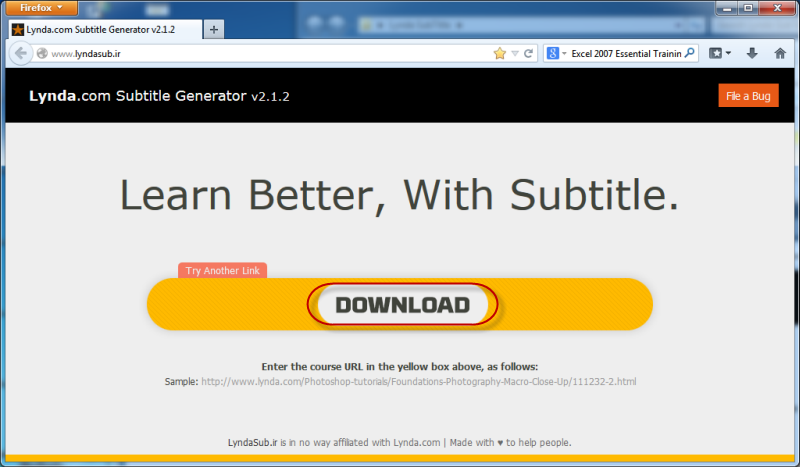 Firefox
Lynda.com Subtitle Generator v2.1.2
www.lyndasub.ir
Excel 2007 Essential Trainin
Lynda.com Subtitle Generator v2.1.2
File a Bug
Learn Better, With Subtitle.
Try Another Link
DOWNLOAD
Enter the course URL in the yellow box above, as follows:
Sample: http://www.lynda.com/Photoshop-tutorials/Foundations-Photography-Macro-Close-Up/111232-2.html
LyndaSub.ir is in no way affiliated with Lynda.com | Made with ♥ to help people.